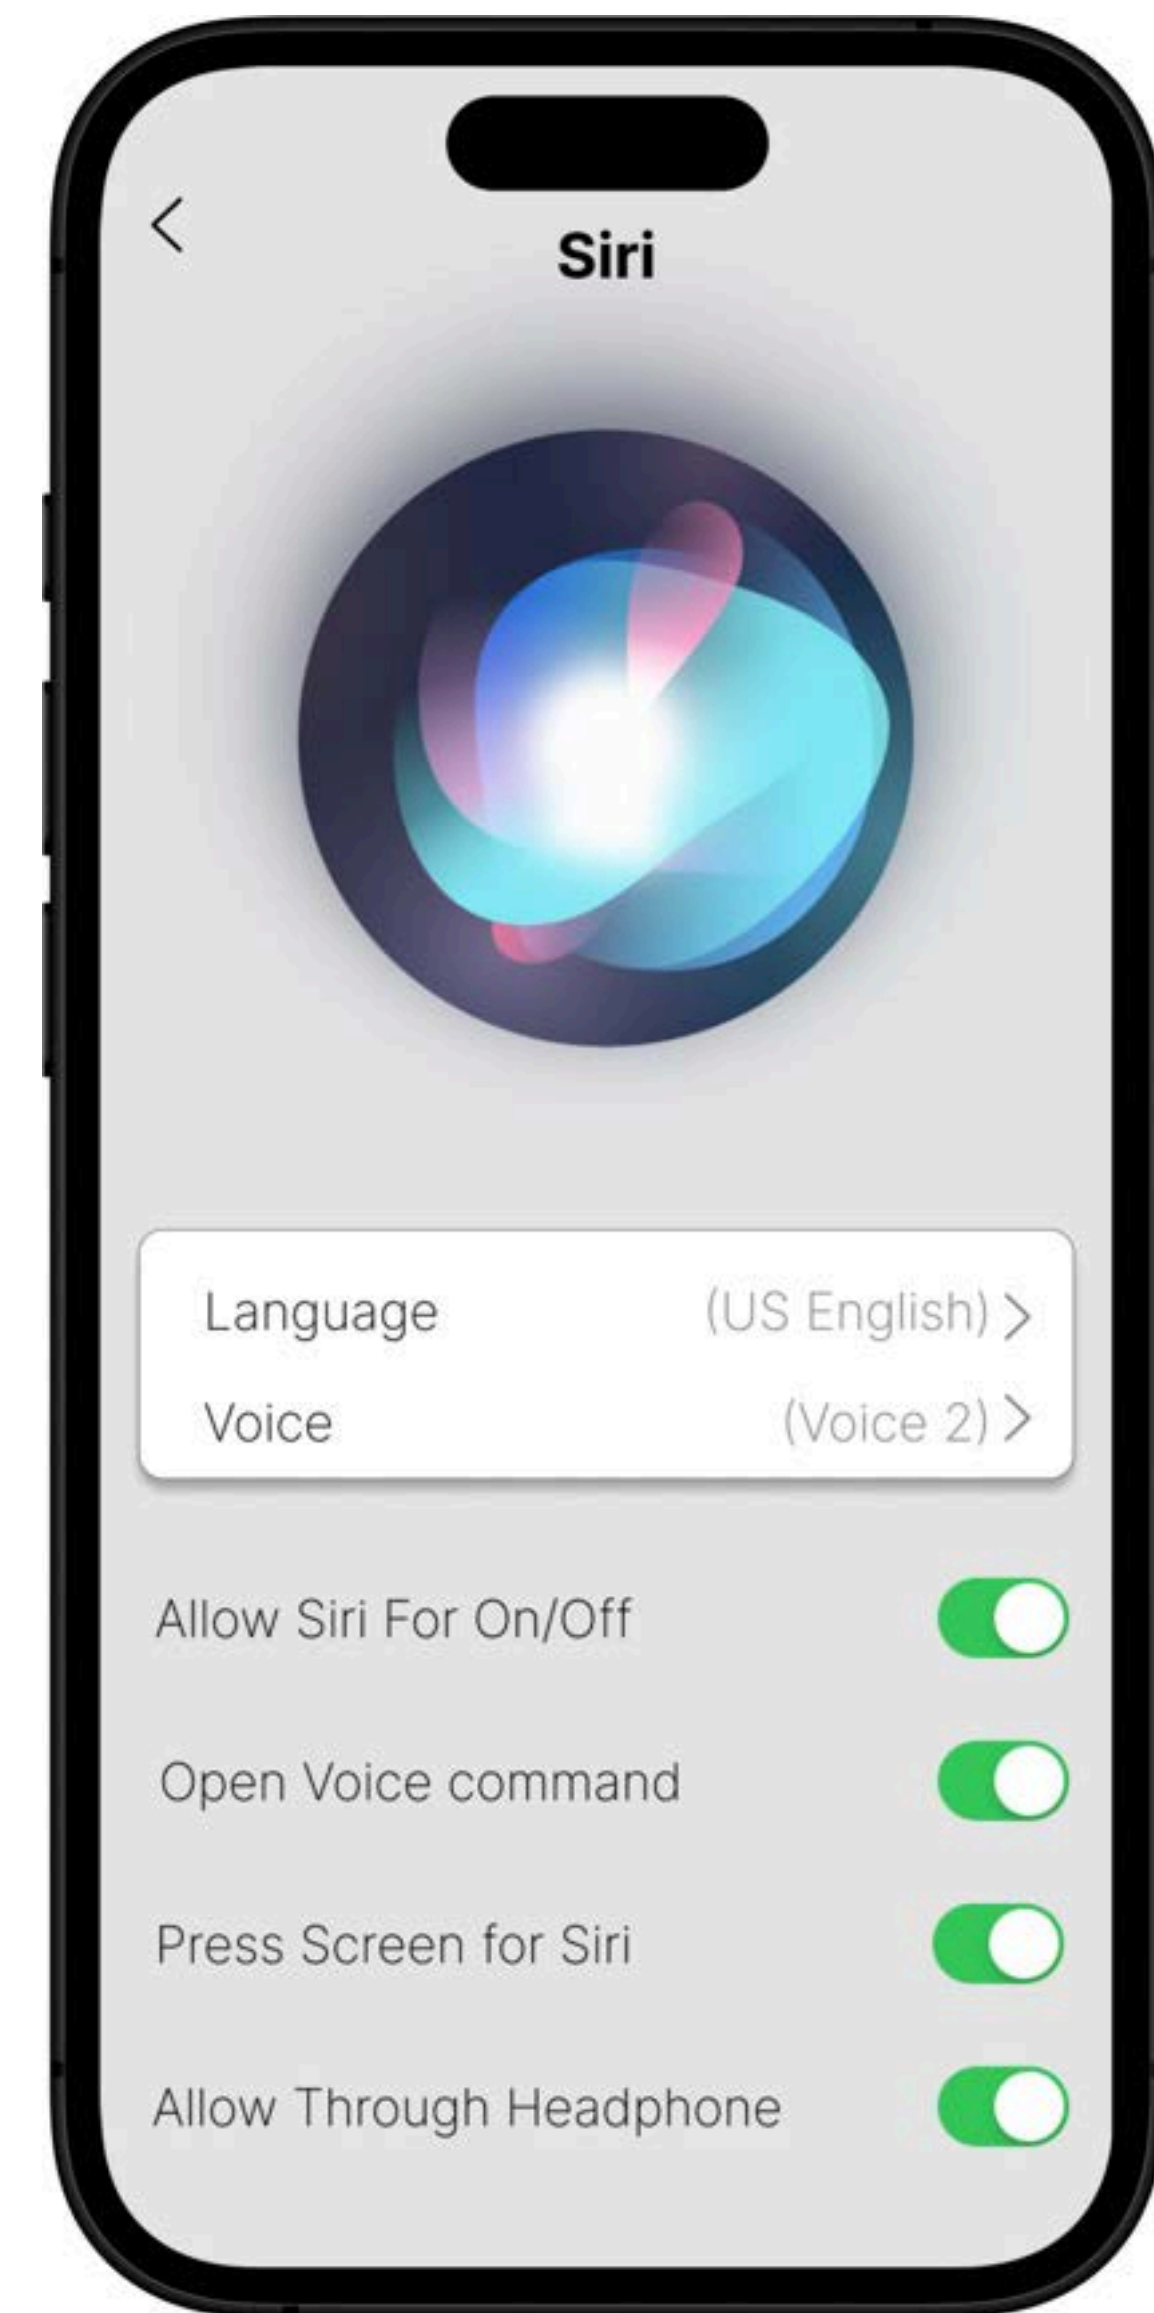 Siri
Language (US English)
Voice (Voice 2)
Allow Siri For On/Off
Open Voice command
Press Screen for Siri
Allow Through Headphone